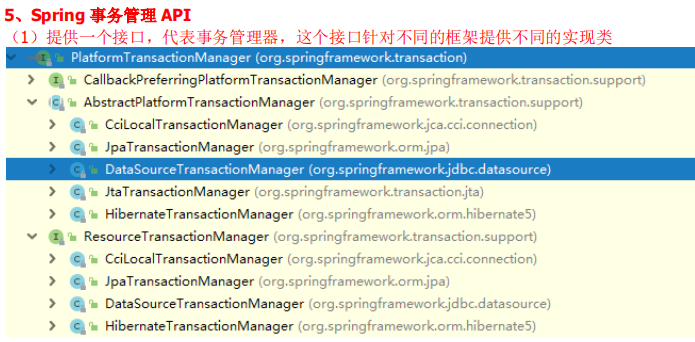 5、Spring 事务管理 API
（1）提供一个接口，代表事务管理器，这个接口针对不同的框架提供不同的实现类
PlatformTransactionManager (org.springframework.transaction)
CallbackPreferringPlatformTransactionManager (org.springframework.transaction.support)
AbstractPlatformTransactionManager (org.springframework.transaction.support)
CciLocalTransactionManager (org.springframework.jca.cci.connection)
JpaTransactionManager (org.springframework.orm.jpa)
DataSourceTransactionManager (org.springframework.jdbc.datasource)
JtaTransactionManager (org.springframework.transaction.jta)
HibernateTransactionManager (org.springframework.orm.hibernate5)
ResourceTransactionManager (org.springframework.transaction.support)
CciLocalTransactionManager (org.springframework.jca.cci.connection)
JpaTransactionManager (org.springframework.orm.jpa)
DataSourceTransactionManager (org.springframework.jdbc.datasource)
HibernateTransactionManager (org.springframework.orm.hibernate5)